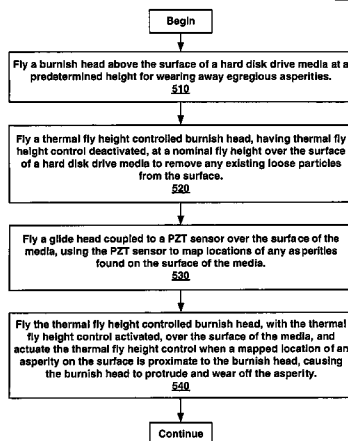 Begin
Fly a burnish head above the surface of a hard disk drive media at a
predetermined height for wearing away egregious asperities.
510
Fly a thermal fly height controlled burnish head, having thermal fly
height control deactivated, at a nominal fly height over the surface
of a hard disk drive media to remove any existing loose particles
from the surface.
520
Fly a glide head coupled to a PZT sensor over the surface of the
media, using the PZT sensor to map locations of any asperities
found on the surface of the media.
530
Fly the thermal fly height controlled burnish head, with the thermal
fly height control activated, over the surface of the media, and
actuate the thermal fly height control when a mapped location of an
asperity on the surface is proximate to the burnish head, causing
the burnish head to protrude and wear off the asperity.
540
Continue